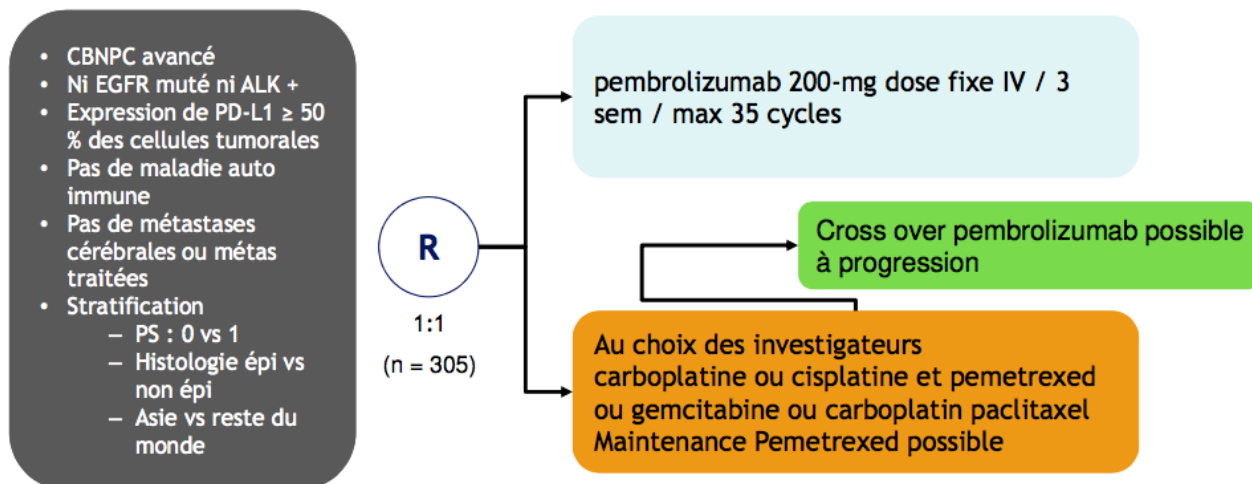 • CBNPC avancé
• Ni EGFR muté ni ALK +
• Expression de PD-L1 ≥ 50
% des cellules tumorales
• Pas de maladie auto
immune
• Pas de métastases
cérébrales ou métas
traitées
• Stratification
– PS : 0 vs 1
– Histologie épi vs
non épi
– Asie vs reste du
monde
R
1:1
(n = 305)
pembrolizumab 200-mg dose fixe IV / 3
sem / max 35 cycles
Cross over pembrolizumab possible
à progression
Au choix des investigateurs
carboplatine ou cisplatine et pemetrexed
ou gemcitabine ou carboplatin paclitaxel
Maintenance Pemetrexed possible